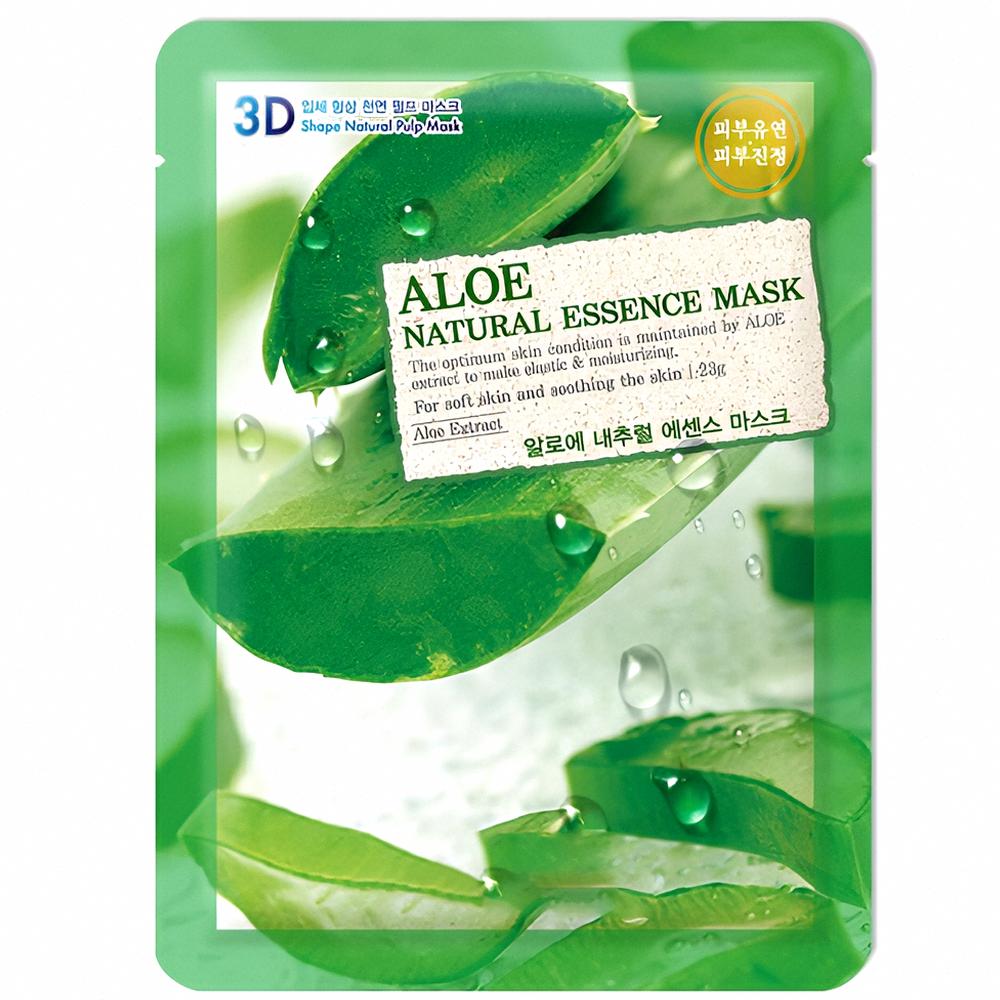 3D 입체 형상 천연 펄프 마스크
Shape Natural Pulp Mask
피부유연
피부진정
ALOE
NATURAL ESSENCE MASK
The optimum skin condition is maintained by ALOE
extract to make elastic & moisturizing.
For soft skin and soothing the skin | 23g
Aloe Extract
알로에 내추럴 에센스 마스크